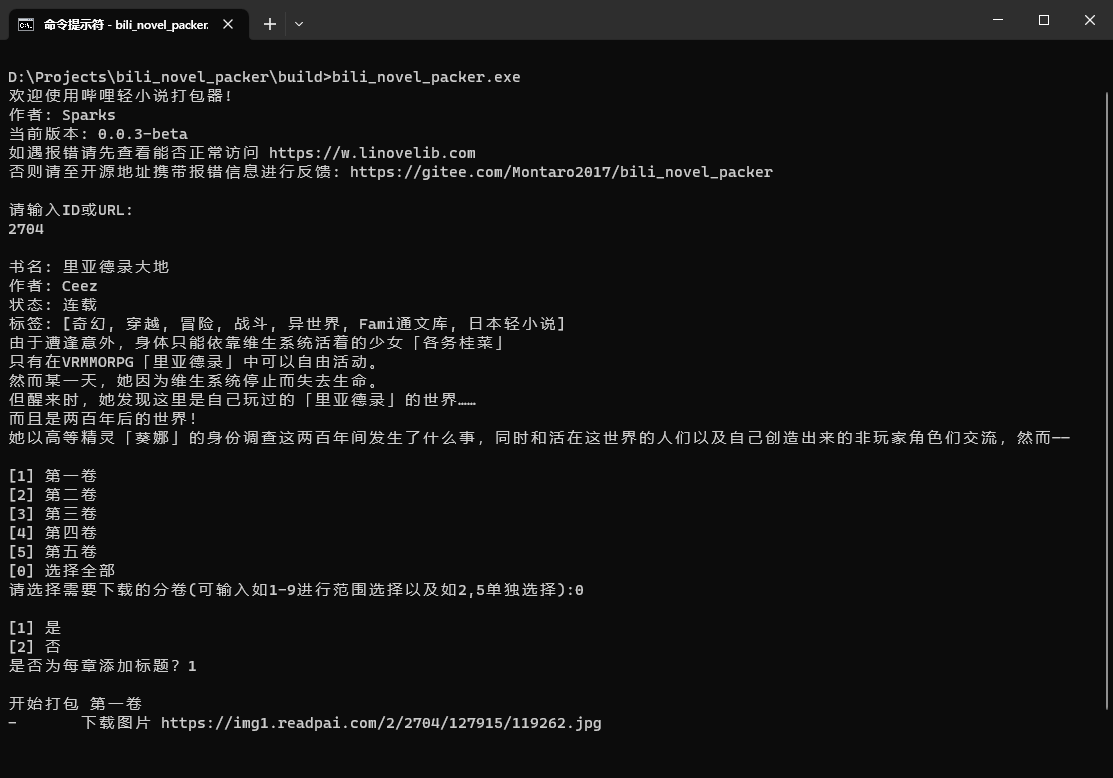 命令提示符 - bili_novel_packer.
D:\Projects\bili_novel_packer\build>bili_novel_packer.exe
欢迎使用哔哩轻小说打包器!
作者: Sparks
当前版本: 0.0.3-beta
如遇报错请先查看能否正常访问 https://w.linovelib.com
否则请至开源地址携带报错信息进行反馈: https://gitee.com/Montaro2017/bili_novel_packer
请输入ID或URL:
2704
书名: 里亚德录大地
作者: Ceez
状态: 连载
标签: [奇幻, 穿越, 冒险, 战斗, 异世界, Fami通文库, 日本轻小说]
由于遭逢意外，身体只能依靠维生系统活着的少女「各务桂菜」
只有在VRMMORPG「里亚德录」中可以自由活动。
然而某一天，她因为维生系统停止而失去生命。
但醒来时，她发现这里是自己玩过的「里亚德录」的世界……
而且是两百年后的世界！
她以高等精灵「葵娜」的身份调查这两百年间发生了什么事，同时和活在这世界的人们以及自己创造出来的非玩家角色们交流，然而——
[1] 第一卷
[2] 第二卷
[3] 第三卷
[4] 第四卷
[5] 第五卷
[0] 选择全部
请选择需要下载的分卷(可输入如1-9进行范围选择以及如2,5单独选择):0
[1] 是
[2] 否
是否为每章添加标题? 1
开始打包 第一卷
- 下载图片 https://img1.readpai.com/2/2704/127915/119262.jpg